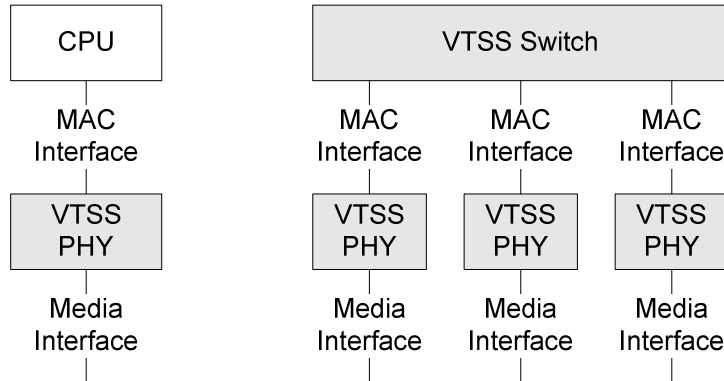 CPU
VTSS Switch
MAC
Interface
MAC
Interface
MAC
Interface
MAC
Interface
VTSS
PHY
VTSS
PHY
VTSS
PHY
VTSS
PHY
Media
Interface
Media
Interface
Media
Interface
Media
Interface